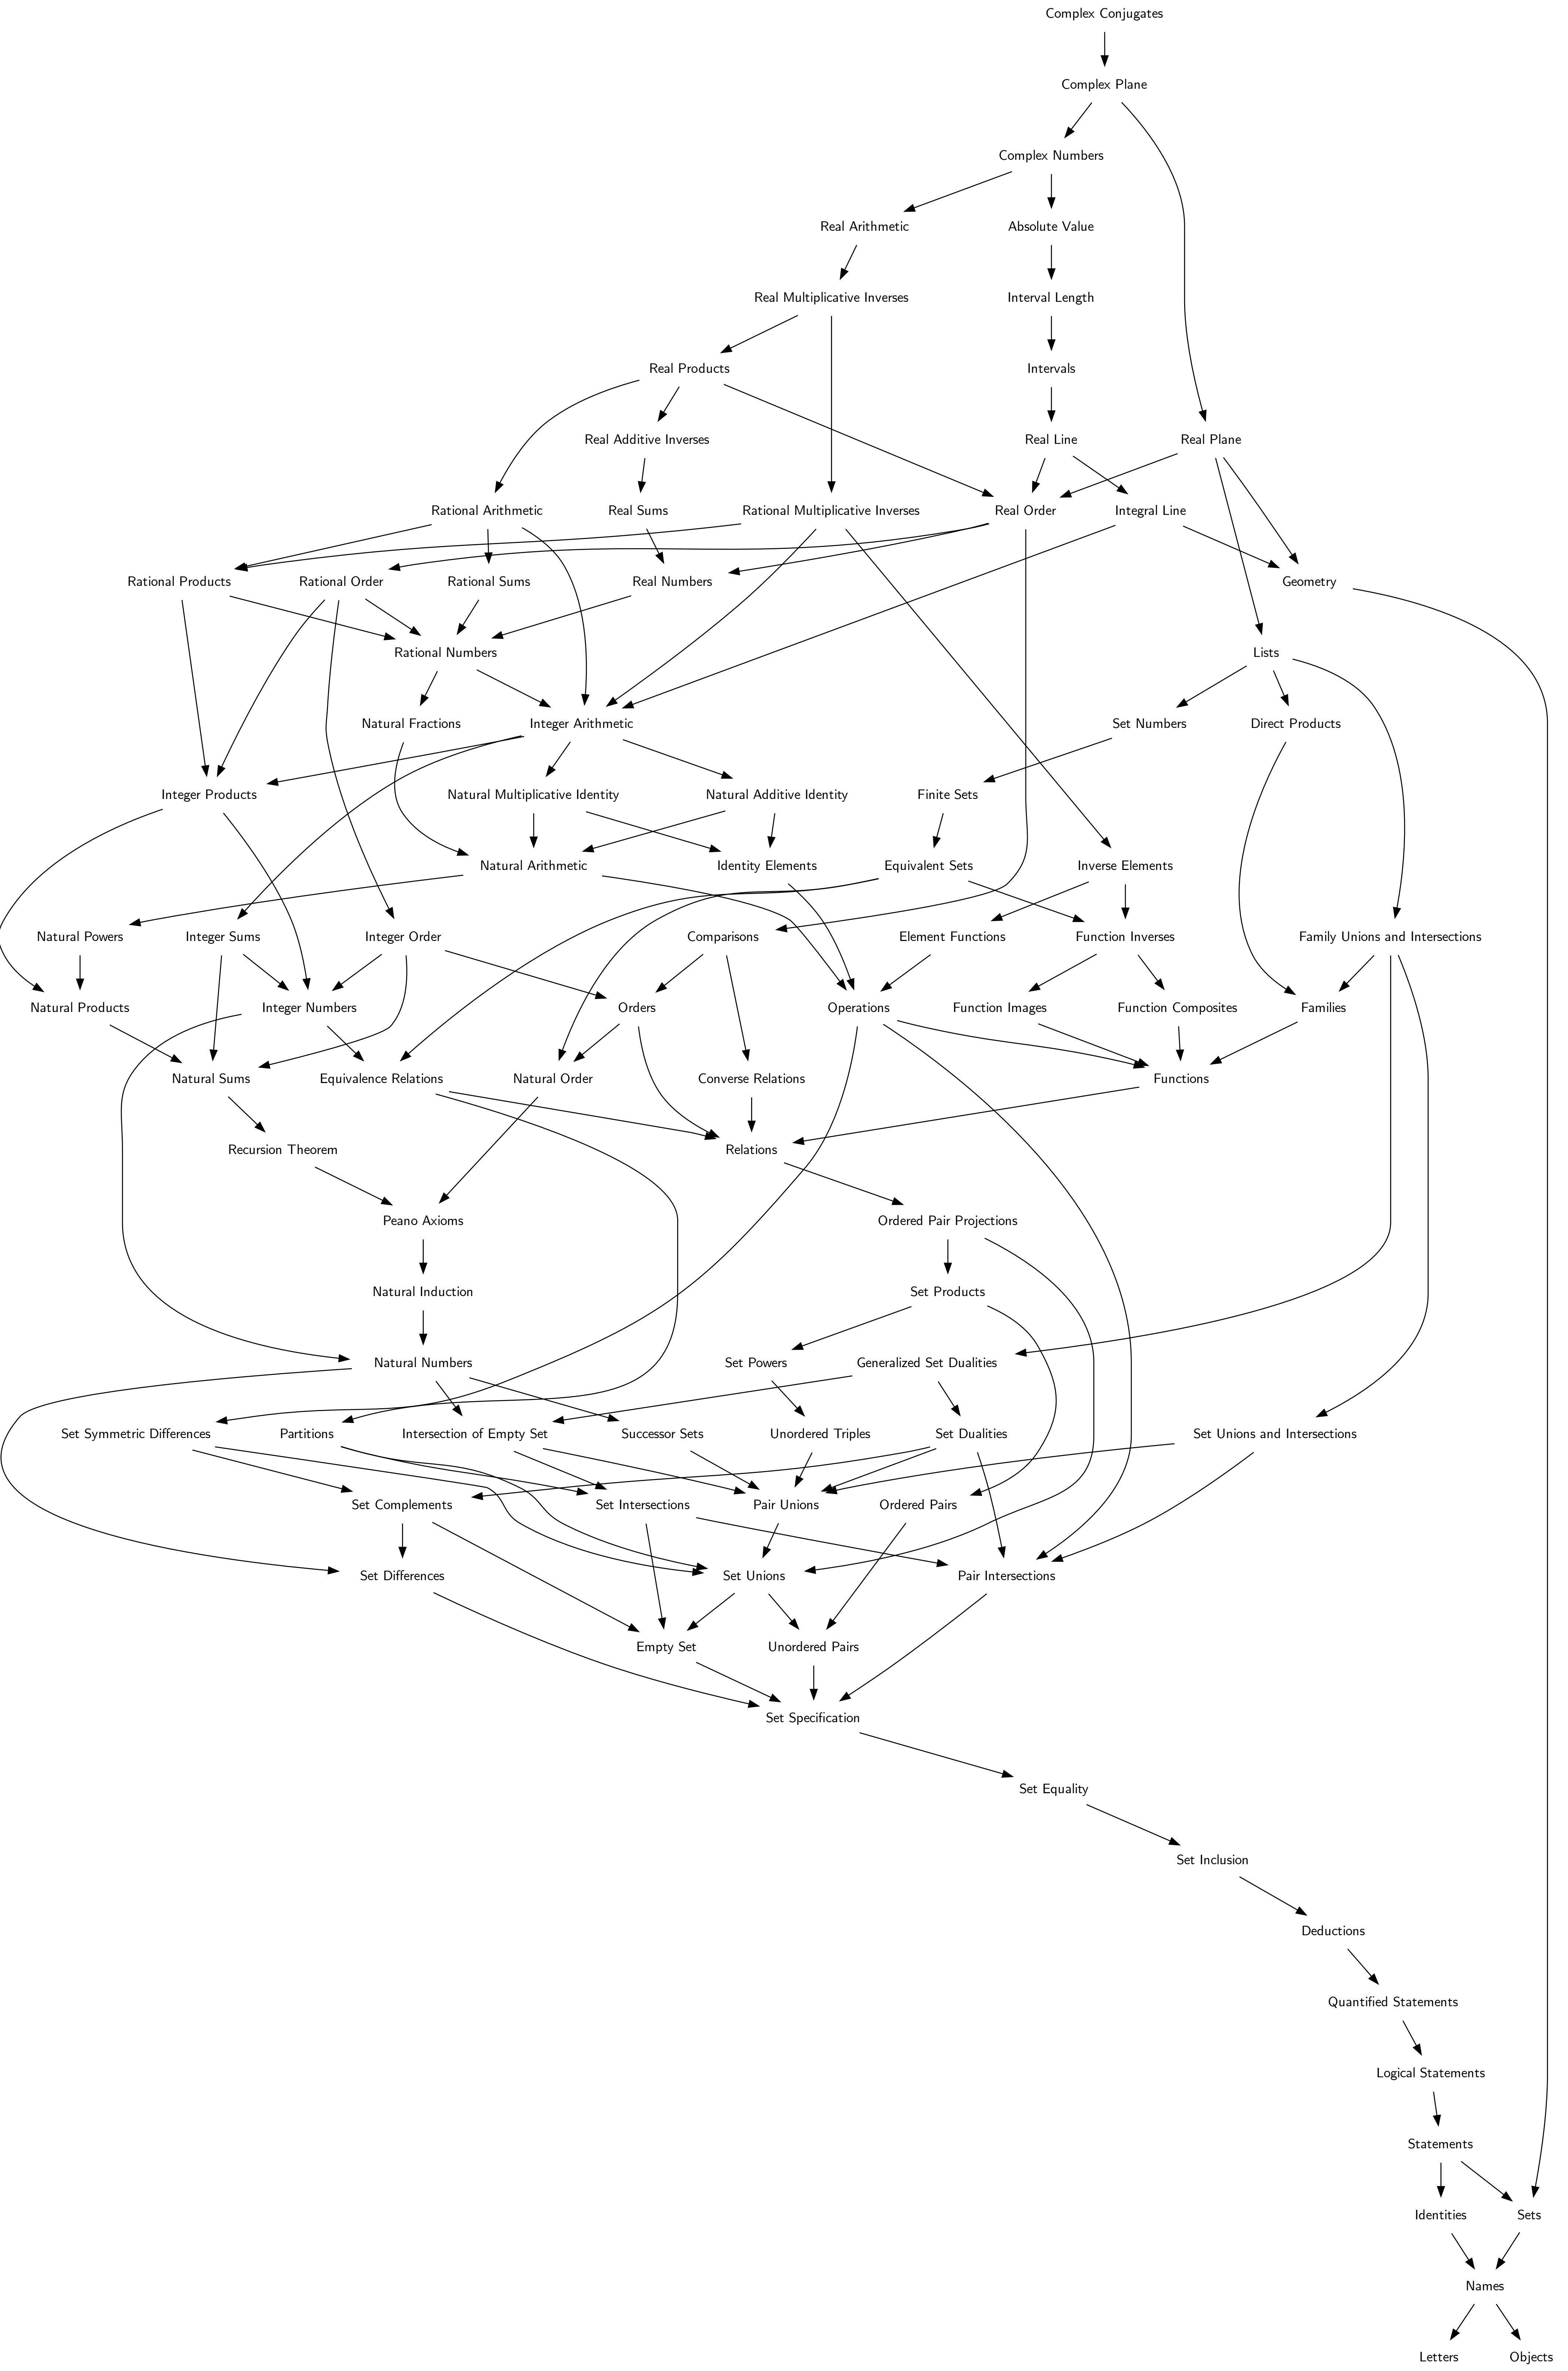 Complex Conjugates
Complex Plane
Complex Numbers
Real Arithmetic
Absolute Value
Real Multiplicative Inverses
Interval Length
Real Products
Intervals
Real Additive Inverses
Real Line
Real Plane
Rational Arithmetic
Real Sums
Rational Multiplicative Inverses
Real Order
Integral Line
Rational Products
Rational Order
Rational Sums
Real Numbers
Geometry
Rational Numbers
Lists
Natural Fractions
Integer Arithmetic
Set Numbers
Direct Products
Integer Products
Natural Multiplicative Identity
Natural Additive Identity
Finite Sets
Natural Arithmetic
Identity Elements
Equivalent Sets
Inverse Elements
Natural Powers
Integer Sums
Integer Order
Comparisons
Element Functions
Function Inverses
Family Unions and Intersections
Natural Products
Integer Numbers
Orders
Operations
Function Images
Function Composites
Families
Natural Sums
Equivalence Relations
Natural Order
Converse Relations
Functions
Recursion Theorem
Relations
Peano Axioms
Ordered Pair Projections
Natural Induction
Set Products
Natural Numbers
Set Powers
Generalized Set Dualities
Set Symmetric Differences
Partitions
Intersection of Empty Set
Successor Sets
Unordered Triples
Set Dualities
Set Unions and Intersections
Set Complements
Set Intersections
Pair Unions
Ordered Pairs
Set Differences
Set Unions
Pair Intersections
Empty Set
Unordered Pairs
Set Specification
Set Equality
Set Inclusion
Deductions
Quantified Statements
Logical Statements
Statements
Identities
Sets
Names
Letters
Objects